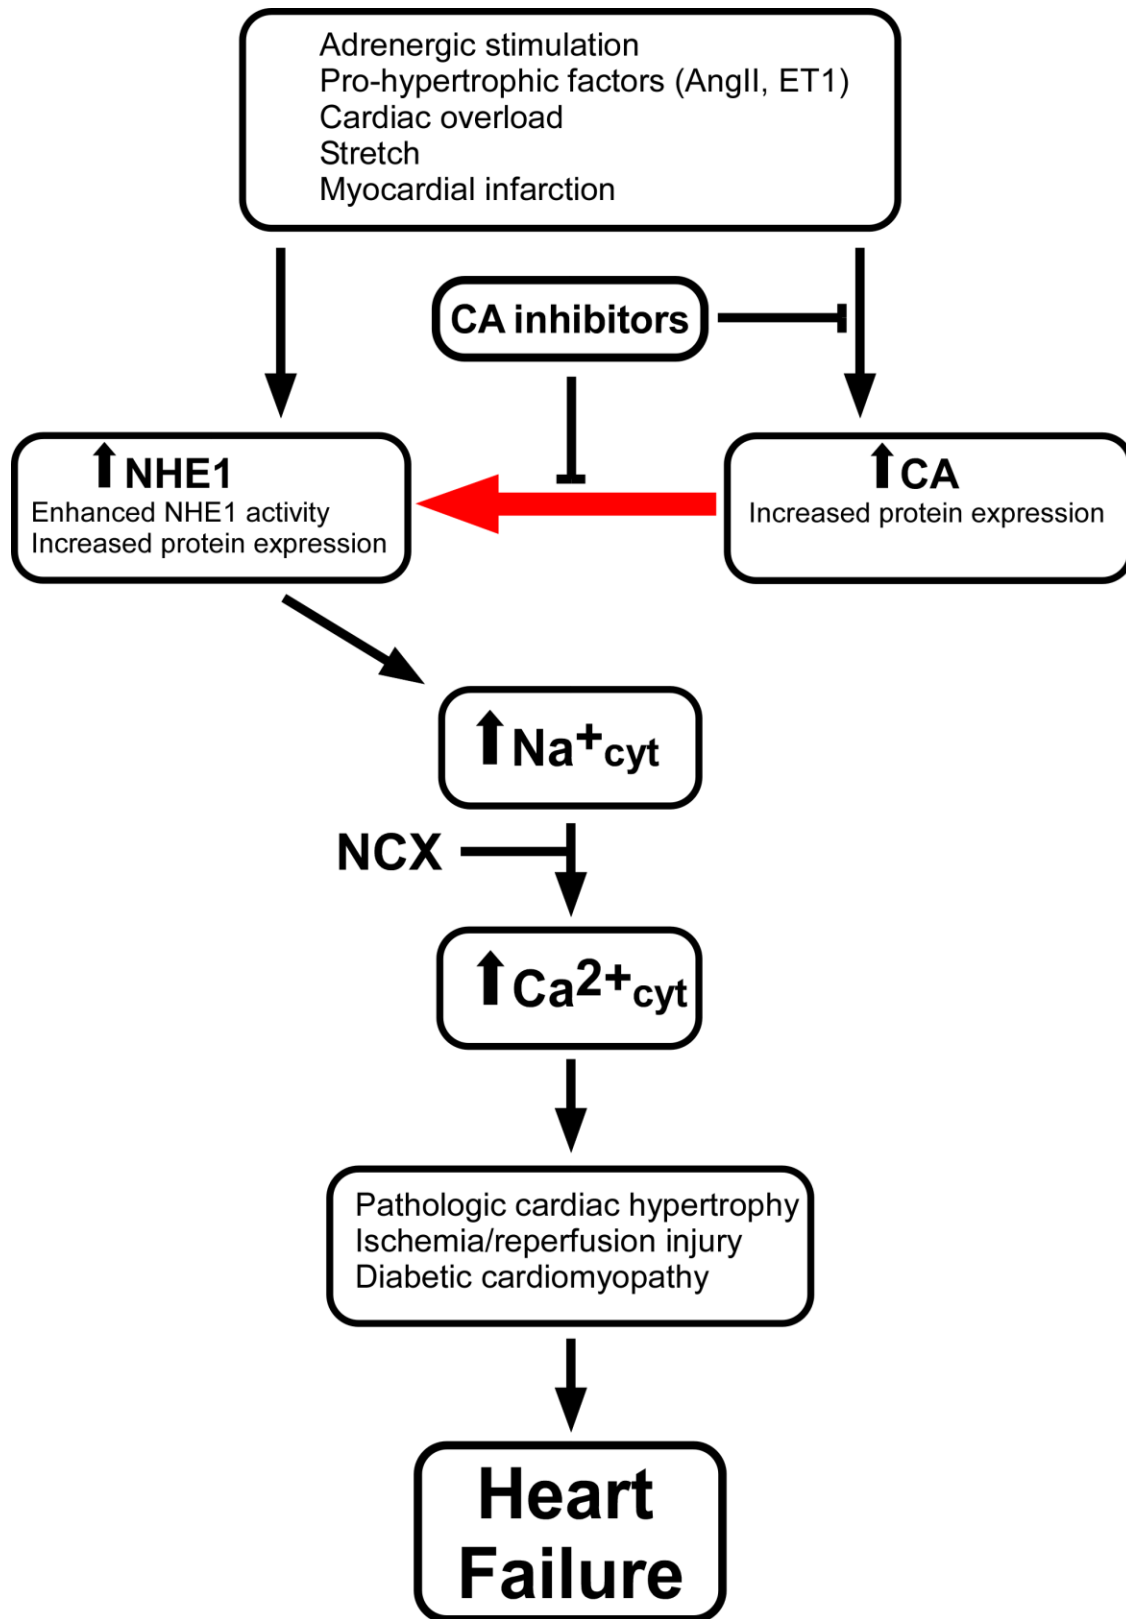 Adrenergic stimulation
Pro-hypertrophic factors (AngII, ET1)
Cardiac overload
Stretch
Myocardial infarction
CA inhibitors
NHE1
Enhanced NHE1 activity
Increased protein expression
CA
Increased protein expression
Na+cyt
NCX
Ca2+cyt
Pathologic cardiac hypertrophy
Ischemia/reperfusion injury
Diabetic cardiomyopathy
Heart
Failure